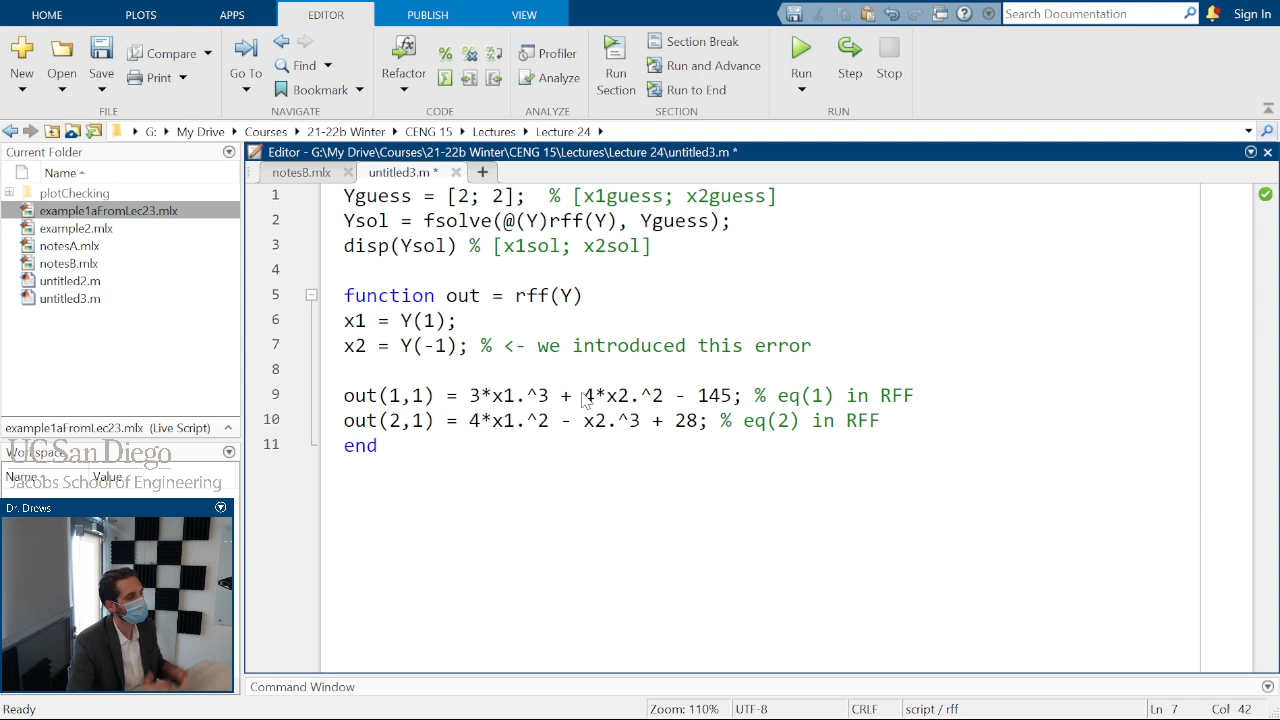 HOME PLOTS APPS EDITOR PUBLISH VIEW Search Documentation Sign In
New Open Save Compare Print Go To Find Bookmark Refactor Profiler Analyze Run Section Section Break Run and Advance Run to End Run Step Stop
FILE NAVIGATE CODE ANALYZE SECTION RUN
G: My Drive Courses 21-22b Winter CENG 15 Lectures Lecture 24
Current Folder
Name
plotChecking
example1aFromLec23.mlx
example2.mlx
notesA.mlx
notesB.mlx
untitled2.m
untitled3.m
example1aFromLec23.mlx (Live Script)
Workspace
UC San Diego
Name Value
Jacobs School of Engineering
Dr. Drews
Editor - G:\My Drive\Courses\21-22b Winter\CENG 15\Lectures\Lecture 24\untitled3.m *
notesB.mlx untitled3.m * +
1 Yguess = [2; 2]; % [x1guess; x2guess]
2 Ysol = fsolve(@(Y)rff(Y), Yguess);
3 disp(Ysol) % [x1sol; x2sol]
4
5 function out = rff(Y)
6 x1 = Y(1);
7 x2 = Y(-1); % <- we introduced this error
8
9 out(1,1) = 3*x1.^3 + 4*x2.^2 - 145; % eq(1) in RFF
10 out(2,1) = 4*x1.^2 - x2.^3 + 28; % eq(2) in RFF
11 end
Command Window
Ready Zoom: 110% UTF-8 CRLF script / rff Ln 7 Col 42